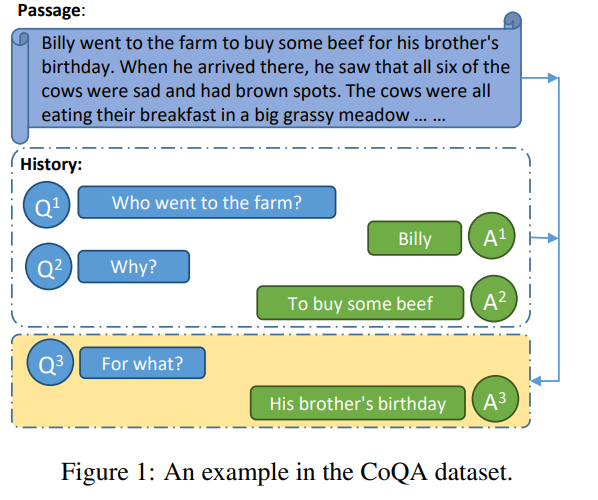 Passage:
Billy went to the farm to buy some beef for his brother's
birthday. When he arrived there, he saw that all six of the
cows were sad and had brown spots. The cows were all
eating their breakfast in a big grassy meadow ... ...
History:
Q1 Who went to the farm?
Billy A1
Q2 Why?
To buy some beef A2
Q3 For what?
His brother's birthday A3
Figure 1: An example in the CoQA dataset.